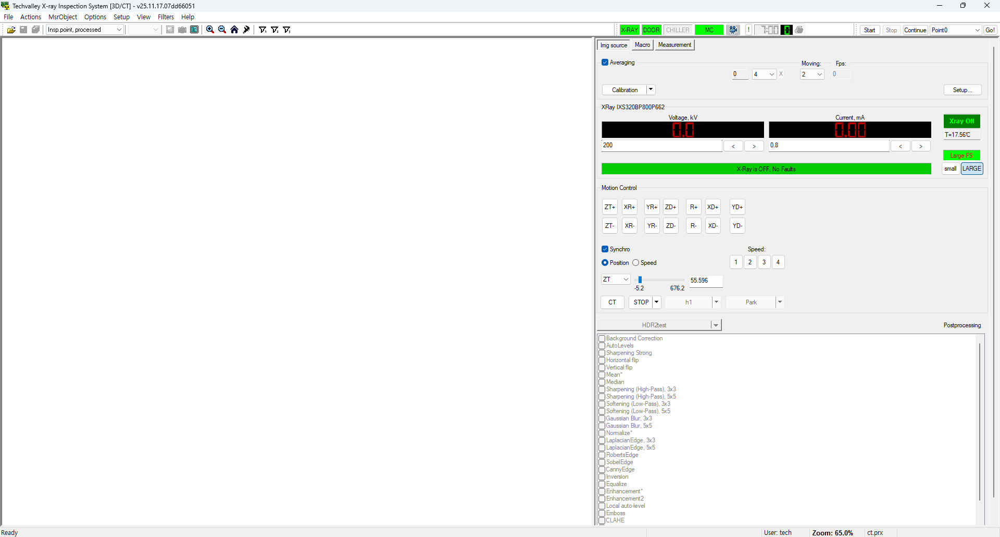 Techvalley X-ray Inspection System [3D/CT] - v25.11.17.07dd66051
File Actions MsrObject Options Setup View Filters Help
Insp.point, processed
X-RAY DOOR CHILLER MC ! 7:00 0 Start Stop Continue Point0 Go!
Img source Macro Measurement
Averaging
Moving: Fps:
0 4 X 2 0
Calibration Setup...
XRay IXS320BP800P662
Voltage, kV Current, mA
0.0 0.00 Xray ON
T=17.56℃
200 < > 0.8 < >
Large FS
X-Ray is OFF, No Faults small LARGE
Motion Control
ZT+ XR+ YR+ ZD+ R+ XD+ YD+
ZT- XR- YR- ZD- R- XD- YD-
Synchro Speed:
Position Speed 1 2 3 4
ZT 55.596
-5.2 676.2
CT STOP h1 Park
HDR2test Postprocessing
Background Correction
AutoLevels
Sharpening Strong
Horizontal flip
Vertical flip
Mean*
Median
Sharpening (High-Pass), 3x3
Sharpening (High-Pass), 5x5
Softening (Low-Pass), 3x3
Softening (Low-Pass), 5x5
Gaussian Blur, 3x3
Gaussian Blur, 5x5
Normalize*
LaplacianEdge, 3x3
LaplacianEdge, 5x5
RobertsEdge
SobelEdge
CannyEdge
Inversion
Equalize
Enhancement*
Enhancement2
Local auto-level
Emboss
CLAHE
Ready User: tech Zoom: 65.0% ct.prx